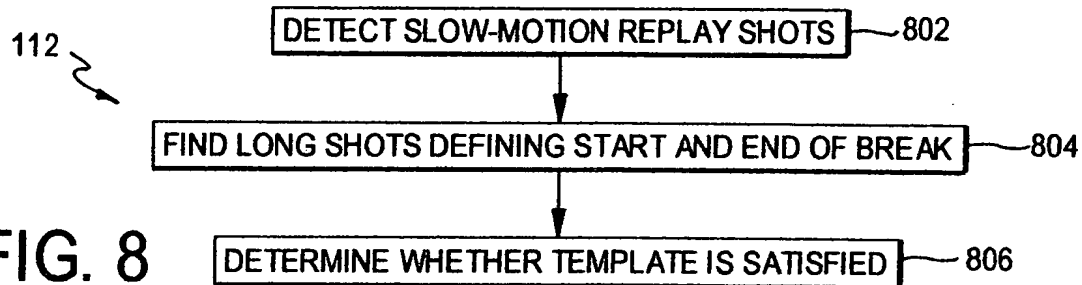 DETECT SLOW-MOTION REPLAY SHOTS 802
112
FIND LONG SHOTS DEFINING START AND END OF BREAK 804
FIG. 8
DETERMINE WHETHER TEMPLATE IS SATISFIED 806